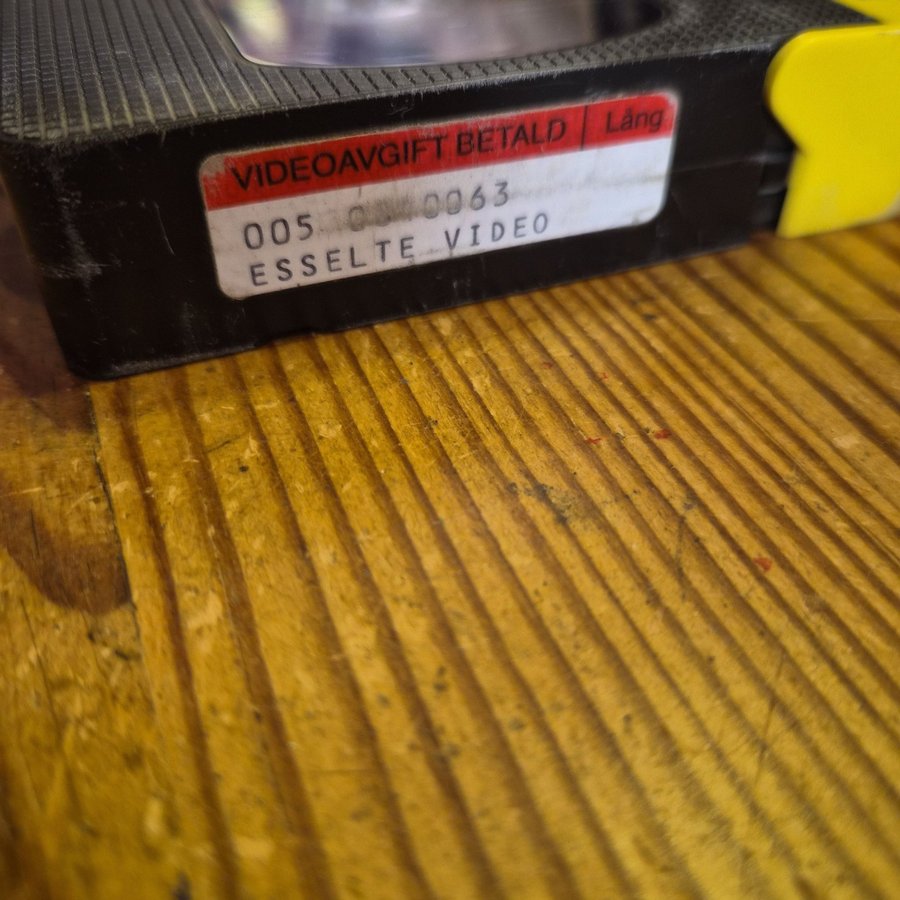 VIDEOAVGIFT BETALD | Lång
005 0063
ESSELTE VIDEO